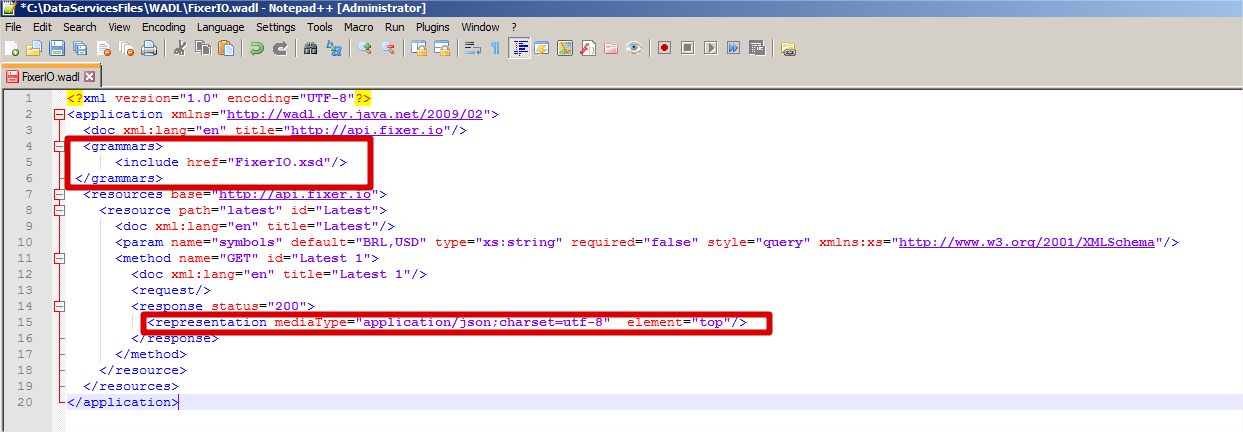 *C:\DataServicesFiles\WADL\FixerIO.wadl - Notepad++ [Administrator]
File Edit Search View Encoding Language Settings Tools Macro Run Plugins Window ?
FixerIO.wadl
1 <?xml version="1.0" encoding="UTF-8"?>
2 <application xmlns="http://wadl.dev.java.net/2009/02">
3 <doc xml:lang="en" title="http://api.fixer.io"/>
4 <grammars>
5 <include href="FixerIO.xsd"/>
6 </grammars>
7 <resources base="http://api.fixer.io">
8 <resource path="latest" id="Latest">
9 <doc xml:lang="en" title="Latest"/>
10 <param name="symbols" default="BRL,USD" type="xs:string" required="false" style="query" xmlns:xs="http://www.w3.org/2001/XMLSchema"/>
11 <method name="GET" id="Latest 1">
12 <doc xml:lang="en" title="Latest 1"/>
13 <request/>
14 <response status="200">
15 <representation mediaType="application/json;charset=utf-8"  element="top"/>
16 </response>
17 </method>
18 </resource>
19 </resources>
20 </application>